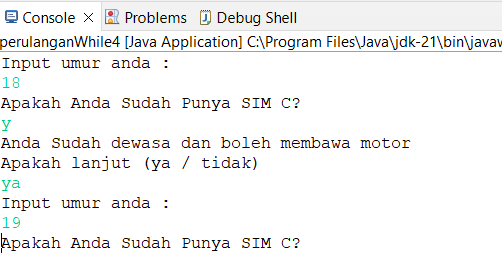 Console Problems Debug Shell
perulanganWhile4 [Java Application] C:\Program Files\Java\jdk-21\bin\javaw
Input umur anda :
18
Apakah Anda Sudah Punya SIM C?
y
Anda Sudah dewasa dan boleh membawa motor
Apakah lanjut (ya / tidak)
ya
Input umur anda :
19
Apakah Anda Sudah Punya SIM C?